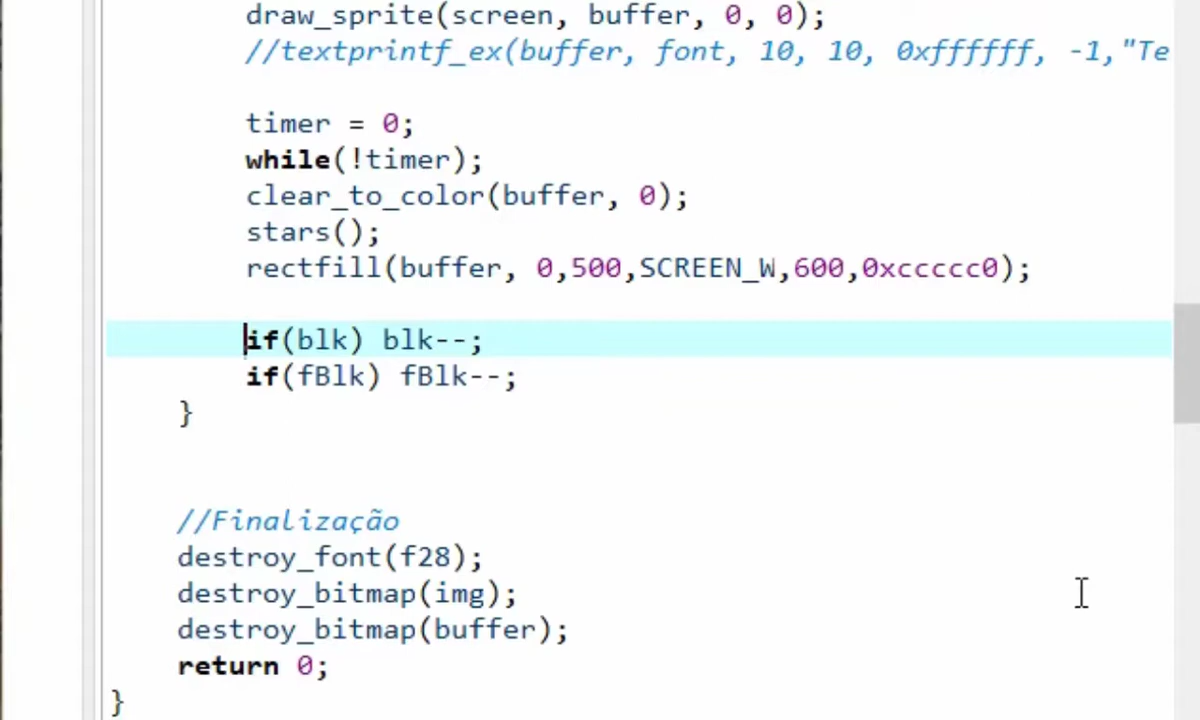 draw_sprite(screen, buffer, 0, 0);
//textprintf_ex(buffer, font, 10, 10, 0xffffff, -1,"Te
timer = 0;
while(!timer);
clear_to_color(buffer, 0);
stars();
rectfill(buffer, 0,500,SCREEN_W,600,0xccccc0);
if(blk) blk--;
if(fBlk) fBlk--;
}
//Finalização
destroy_font(f28);
destroy_bitmap(img);
destroy_bitmap(buffer);
return 0;
}